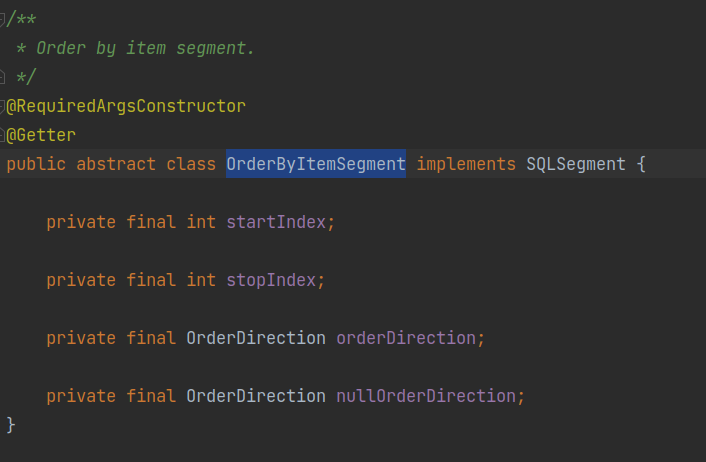 /**
 * Order by item segment.
 */
@RequiredArgsConstructor
@Getter
public abstract class OrderByItemSegment implements SQLSegment {
    private final int startIndex;
    private final int stopIndex;
    private final OrderDirection orderDirection;
    private final OrderDirection nullOrderDirection;
}